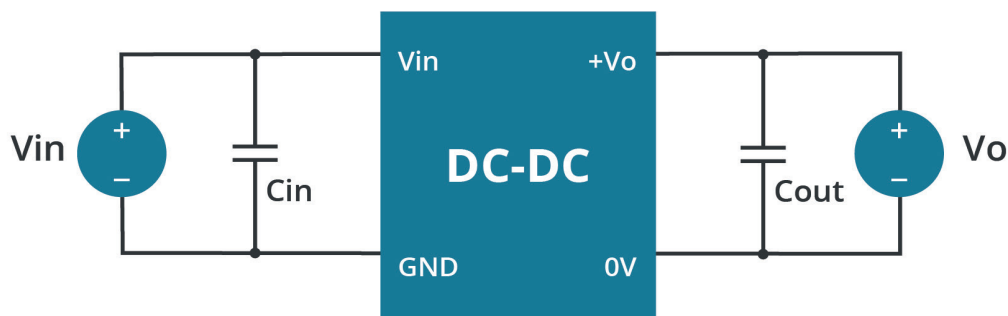 Vin +Vo
Vin + DC-DC + Vo
− Cin Cout −
GND 0V